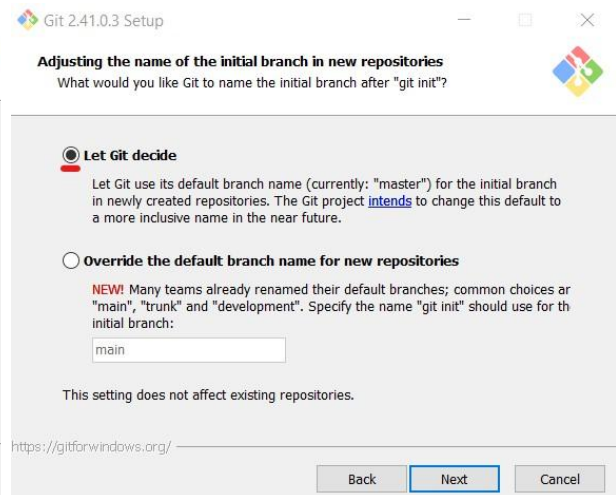 Git 2.41.0.3 Setup
Adjusting the name of the initial branch in new repositories
What would you like Git to name the initial branch after "git init"?
Let Git decide
Let Git use its default branch name (currently: "master") for the initial branch
in newly created repositories. The Git project intends to change this default to
a more inclusive name in the near future.
Override the default branch name for new repositories
NEW! Many teams already renamed their default branches; common choices ar
"main", "trunk" and "development". Specify the name "git init" should use for th
initial branch:
main
This setting does not affect existing repositories.
https://gitforwindows.org/
Back Next Cancel